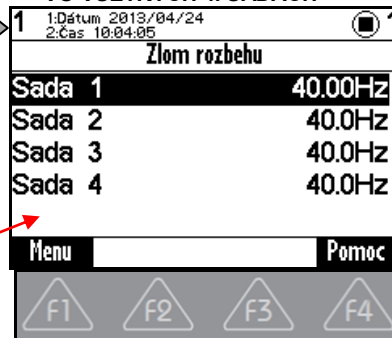 1 1:Dátum 2013/04/24
2:Čas 10:04:05
Zlom rozbehu
Sada 1 40.00Hz
Sada 2 40.0Hz
Sada 3 40.0Hz
Sada 4 40.0Hz
Menu Pomoc
F1 F2 F3 F4